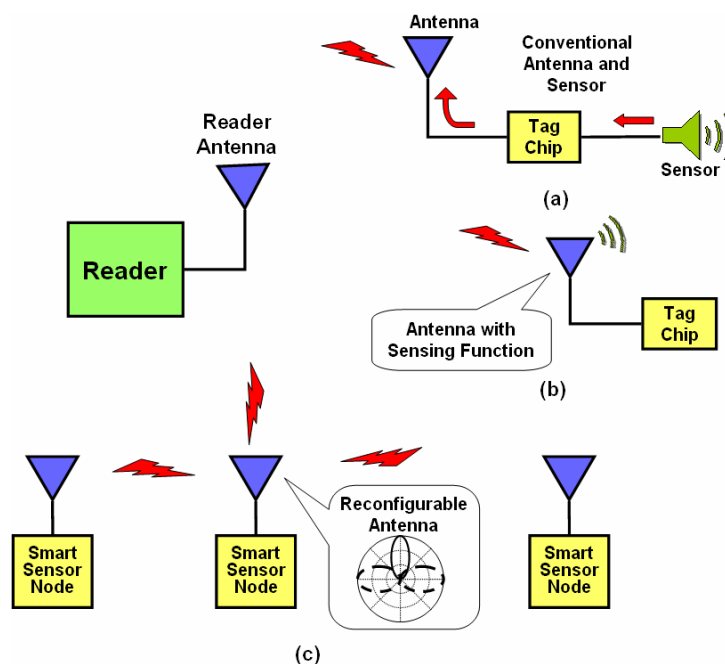 Antenna
Conventional
Antenna and
Sensor
Tag
Chip
Sensor
(a)
Reader
Antenna
Reader
Antenna with
Sensing Function
Tag
Chip
(b)
Smart
Sensor
Node
Smart
Sensor
Node
Reconfigurable
Antenna
Smart
Sensor
Node
(c)